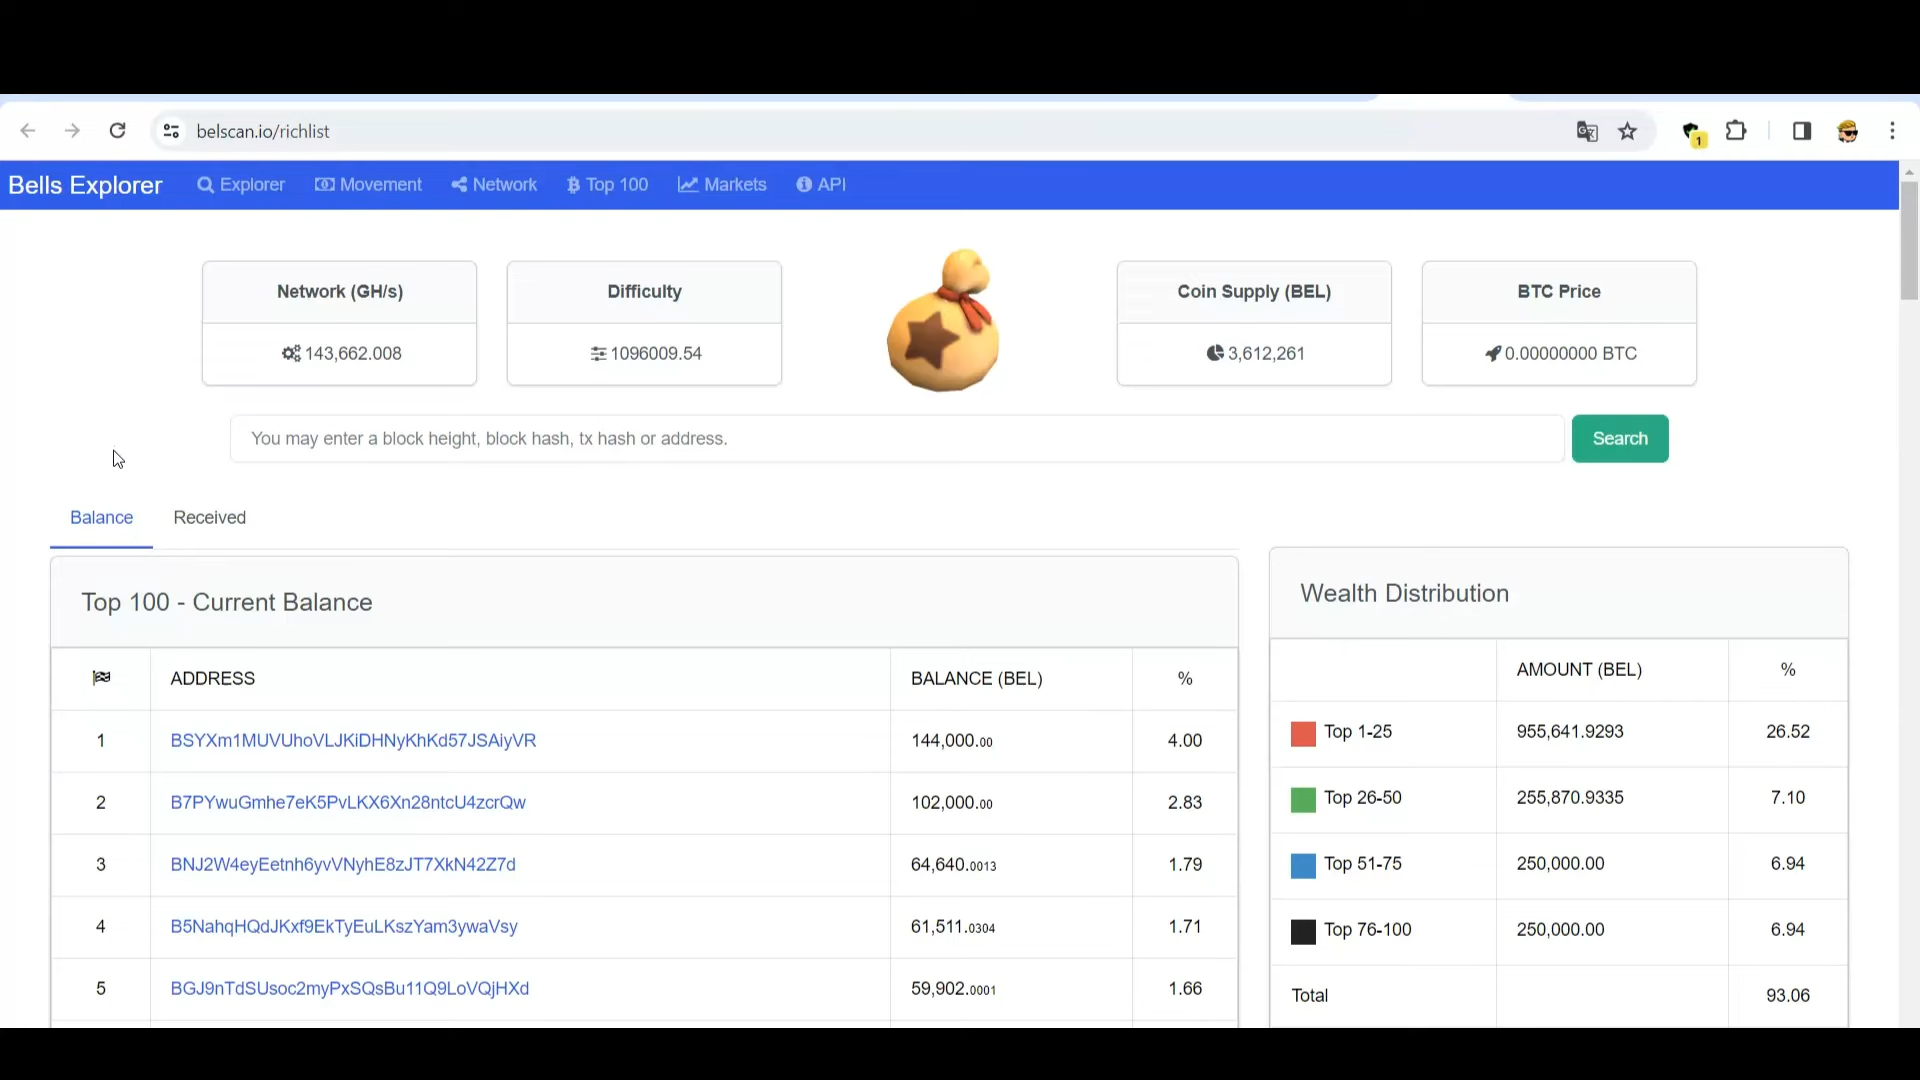 belscan.io/richlist
1
Bells Explorer Explorer Movement Network Top 100 Markets API
Network (GH/s) Difficulty Coin Supply (BEL) BTC Price
143,662.008 1096009.54 3,612,261 0.00000000 BTC
You may enter a block height, block hash, tx hash or address. Search
Balance Received
Top 100 - Current Balance
ADDRESS BALANCE (BEL) %
1 BSYXm1MUVUhoVLJKiDHNyKhKd57JSAiyVR 144,000.00 4.00
2 B7PYwuGmhe7eK5PvLKX6Xn28ntcU4zcrQw 102,000.00 2.83
3 BNJ2W4eyEetnh6yvVNyhE8zJT7XkN42Z7d 64,640.0013 1.79
4 B5NahqHQdJKxf9EkTyEuLKszYam3ywaVsy 61,511.0304 1.71
5 BGJ9nTdSUsoc2myPxSQsBu11Q9LoVQjHXd 59,902.0001 1.66
Wealth Distribution
AMOUNT (BEL) %
Top 1-25 955,641.9293 26.52
Top 26-50 255,870.9335 7.10
Top 51-75 250,000.00 6.94
Top 76-100 250,000.00 6.94
Total 93.06